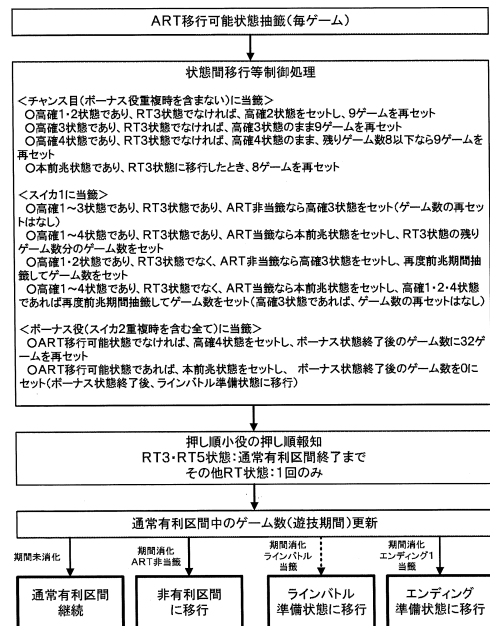 ART移行可能状態抽籤(毎ゲーム)
状態間移行等制御処理
＜チャンス目(ボーナス役重複時を含まない)に当籤＞
○高確1・2状態であり、RT3状態でなければ、高確2状態をセットし、9ゲームを再セット
○高確3状態であり、RT3状態でなければ、高確3状態のまま9ゲームを再セット
○高確4状態であり、RT3状態でなければ、高確4状態のまま、残りゲーム数8以下なら9ゲームを
再セット
○本前兆状態であり、RT3状態に移行したとき、8ゲームを再セット
＜スイカ1に当籤＞
○高確1～3状態であり、RT3状態であり、ART非当籤なら高確3状態をセット(ゲーム数の再セッ
トはなし)
○高確1～4状態であり、RT3状態であり、ART当籤なら本前兆状態をセットし、RT3状態の残り
ゲーム数分のゲーム数をセット
○高確1・2状態であり、RT3状態でなく、ART非当籤なら高確3状態をセットし、再度前兆期間抽
籤してゲーム数をセット
○高確1～4状態であり、RT3状態でなく、ART当籤なら本前兆状態をセットし、高確1・2・4状態
であれば再度前兆期間抽籤してゲーム数をセット(高確3状態であれば、ゲーム数の再セットはなし)
＜ボーナス役(スイカ2重複時を含む全て)に当籤＞
○ART移行可能状態でなければ、高確4状態をセットし、ボーナス状態終了後のゲーム数に32ゲ
ームを再セット
○ART移行可能状態であれば、本前兆状態をセットし、 ボーナス状態終了後のゲーム数を0に
セット(ボーナス状態終了後、ラインバトル準備状態に移行)
押し順小役の押し順報知
RT3・RT5状態:通常有利区間終了まで
その他RT状態:1回のみ
通常有利区間中のゲーム数(遊技期間)更新
期間未消化
期間消化
ART非当籤
期間消化
ラインバトル
当籤
期間消化
エンディング1
当籤
通常有利区間
継続
非有利区間
に移行
ラインバトル
準備状態に移行
エンディング
準備状態に移行